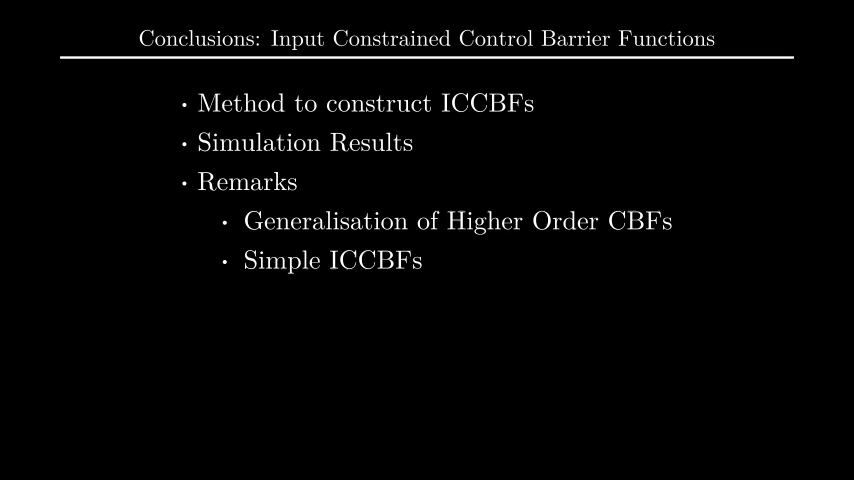 Conclusions: Input Constrained Control Barrier Functions
· Method to construct ICCBFs
· Simulation Results
· Remarks
· Generalisation of Higher Order CBFs
· Simple ICCBFs